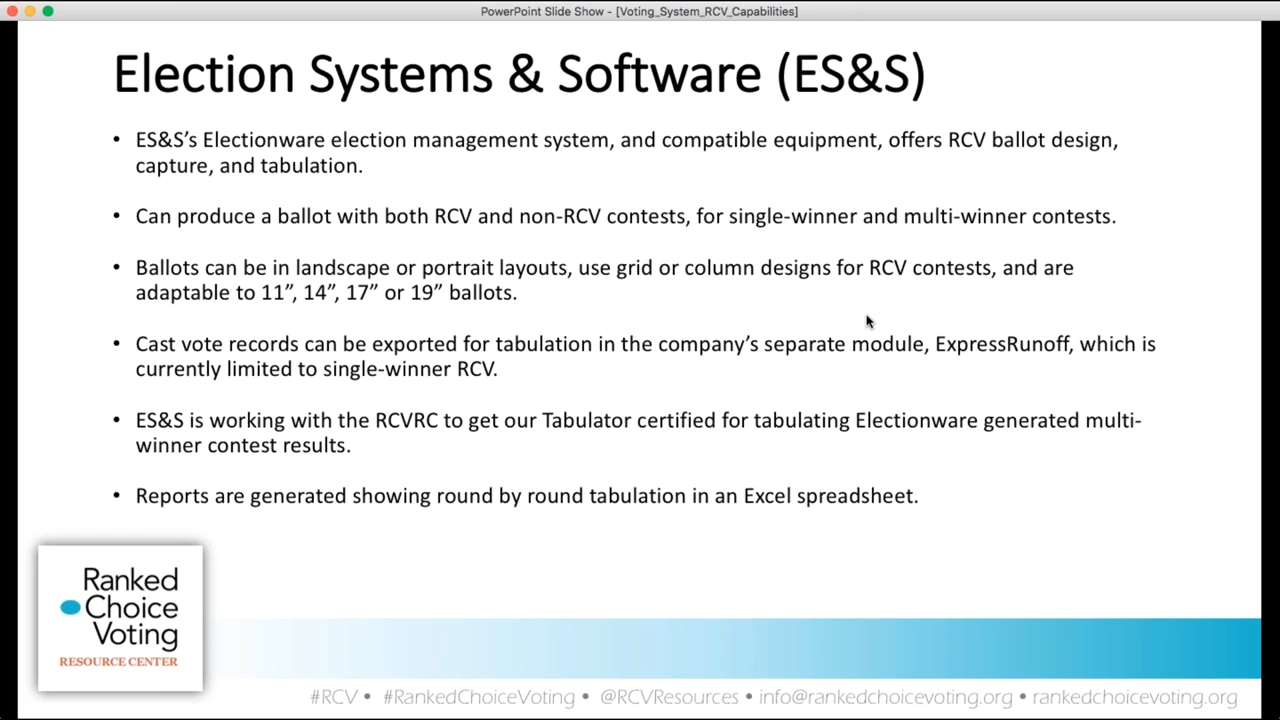 PowerPoint Slide Show - [Voting_System_RCV_Capabilities]
Election Systems & Software (ES&S)
• ES&S’s Electionware election management system, and compatible equipment, offers RCV ballot design,
capture, and tabulation.
• Can produce a ballot with both RCV and non-RCV contests, for single-winner and multi-winner contests.
• Ballots can be in landscape or portrait layouts, use grid or column designs for RCV contests, and are
adaptable to 11”, 14”, 17” or 19” ballots.
• Cast vote records can be exported for tabulation in the company’s separate module, ExpressRunoff, which is
currently limited to single-winner RCV.
• ES&S is working with the RCVRC to get our Tabulator certified for tabulating Electionware generated multi-
winner contest results.
• Reports are generated showing round by round tabulation in an Excel spreadsheet.
Ranked
Choice
Voting
RESOURCE CENTER
#RCV • #RankedChoiceVoting • @RCVResources • info@rankedchoicevoting.org • rankedchoicevoting.org